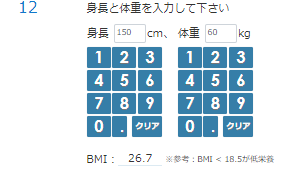 12 身長と体重を入力して下さい
身長 150 cm、 体重 60 kg
1 2 3 1 2 3
4 5 6 4 5 6
7 8 9 7 8 9
0 . クリア 0 . クリア
BMI : 26.7 ※参考：BMI < 18.5が低栄養